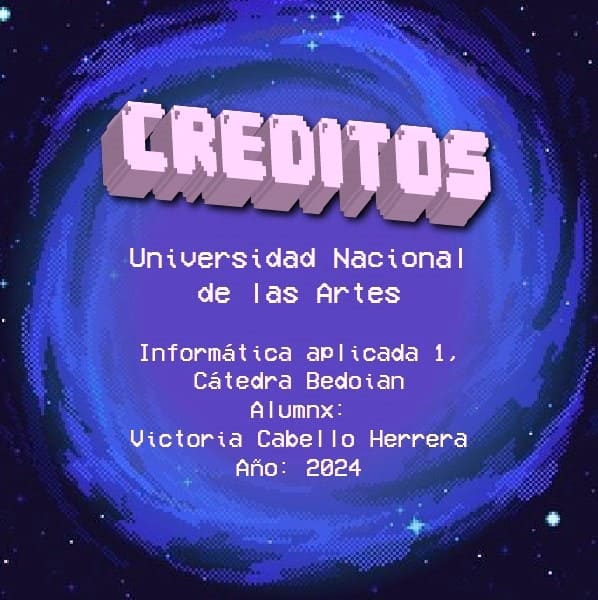 CREDITOS
Universidad Nacional
de las Artes
Informática aplicada 1,
Cátedra Bedoian
Alumnx:
Victoria Cabello Herrera
Año: 2024